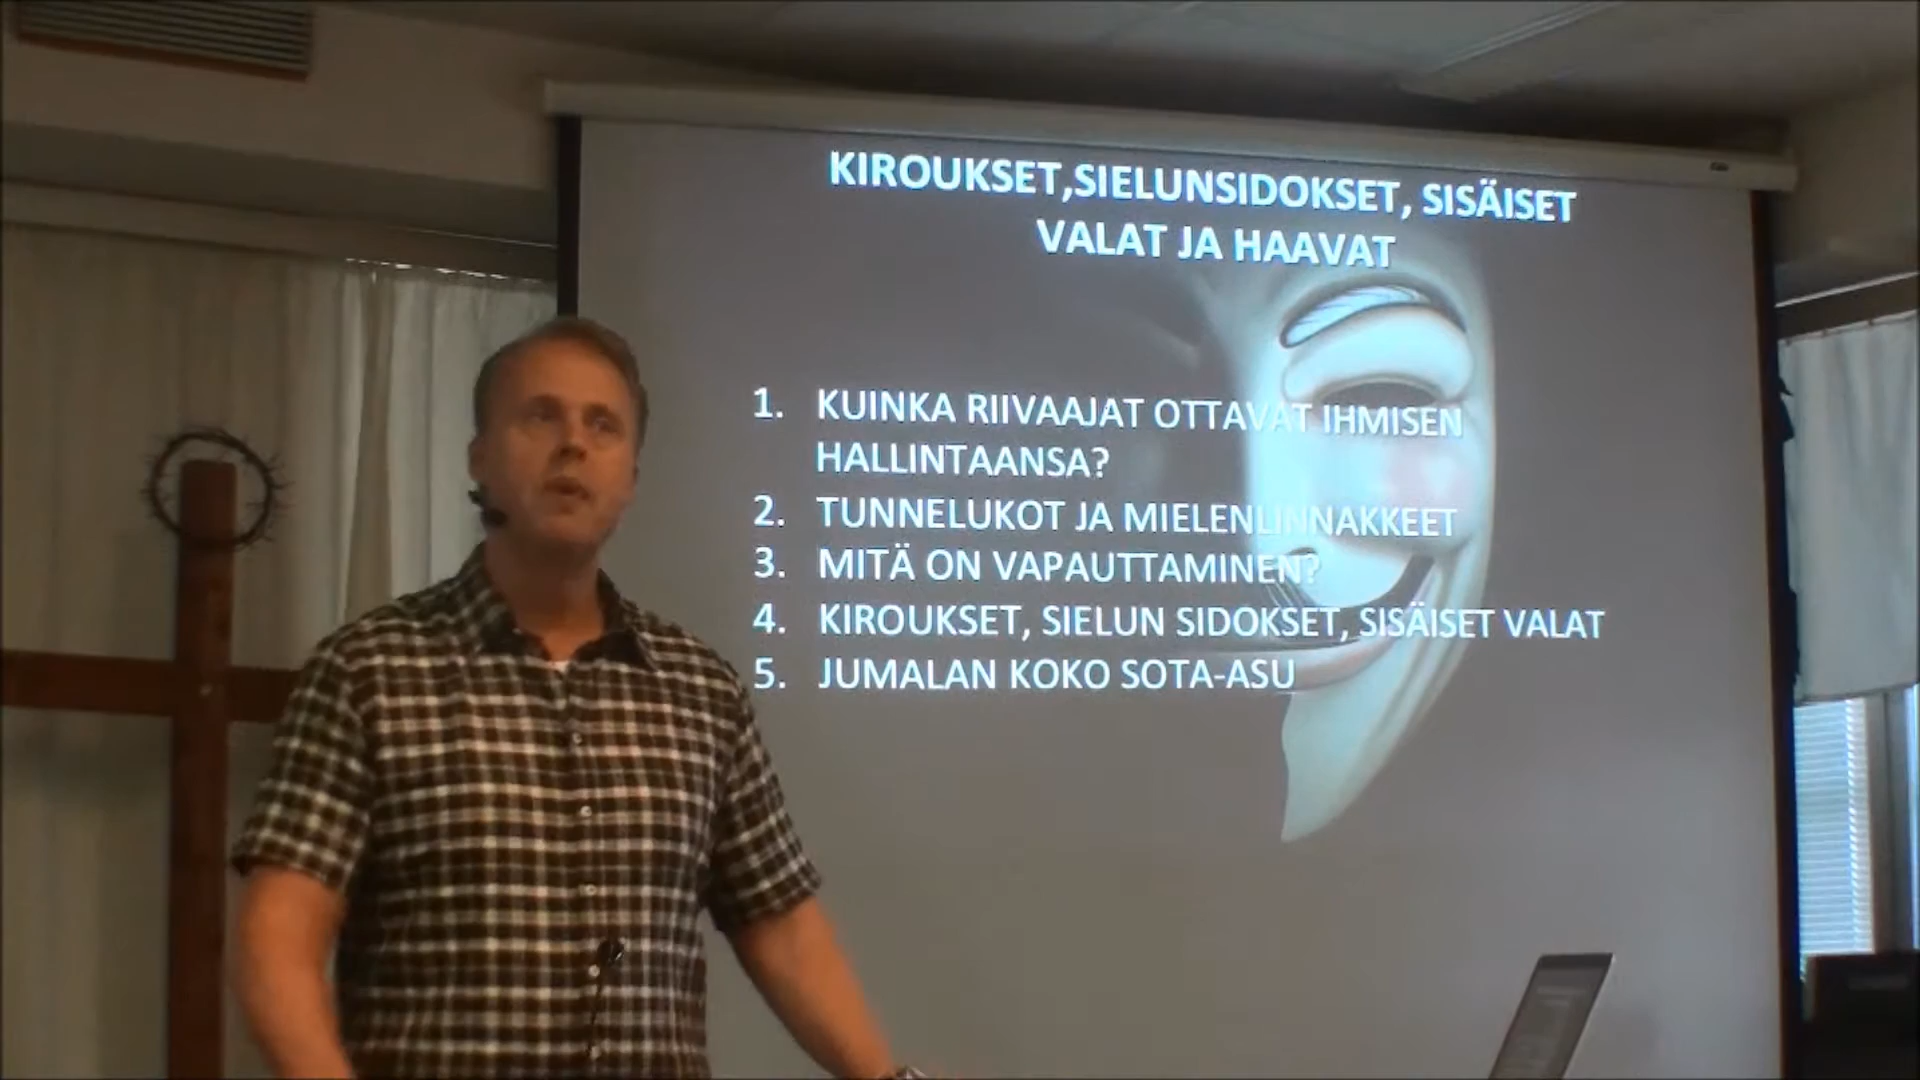 KIROUKSET,SIELUNSIDOKSET, SISÄISET
VALAT JA HAAVAT
1. KUINKA RIIVAAJAT OTTAVAT IHMISEN
HALLINTAANSA?
2. TUNNELUKOT JA MIELENLINNAKKEET
3. MITÄ ON VAPAUTTAMINEN?
4. KIROUKSET, SIELUN SIDOKSET, SISÄISET VALAT
5. JUMALAN KOKO SOTA-ASU